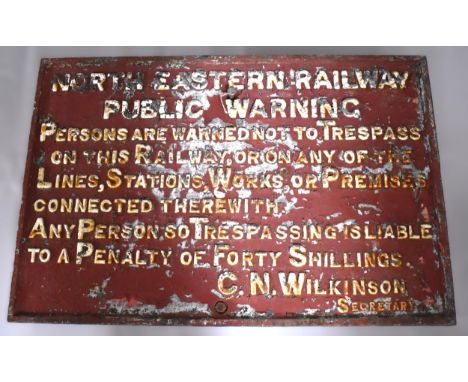 NORTH EASTERN RAILWAY
PUBLIC WARNING
PERSONS ARE WARNED NOT TO TRESPASS
ON THIS RAILWAY, OR ON ANY OF THE
LINES, STATIONS, WORKS, OR PREMISES
CONNECTED THEREWITH.
ANY PERSON SO TRESPASSING IS LIABLE
TO A PENALTY OF FORTY SHILLINGS.
C. N. WILKINSON,
SECRETARY.